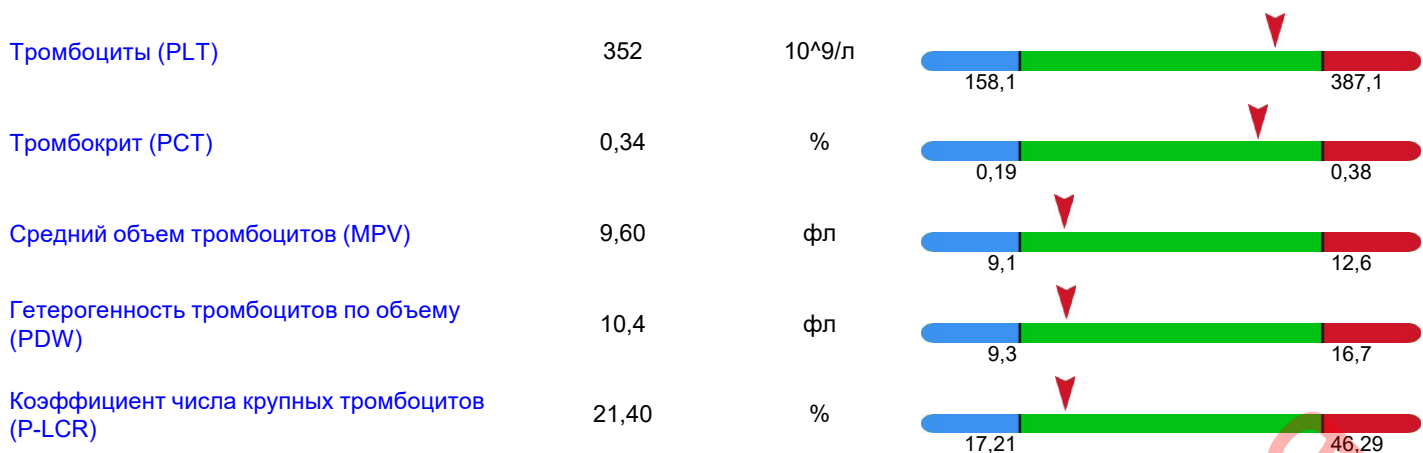 Тромбоциты (PLT) 352 10^9/л
158,1 387,1
Тромбокрит (PCT) 0,34 %
0,19 0,38
Средний объем тромбоцитов (MPV) 9,60 фл
9,1 12,6
Гетерогенность тромбоцитов по объему
(PDW) 10,4 фл
9,3 16,7
Коэффициент числа крупных тромбоцитов
(P-LCR) 21,40 %
17,21 46,29